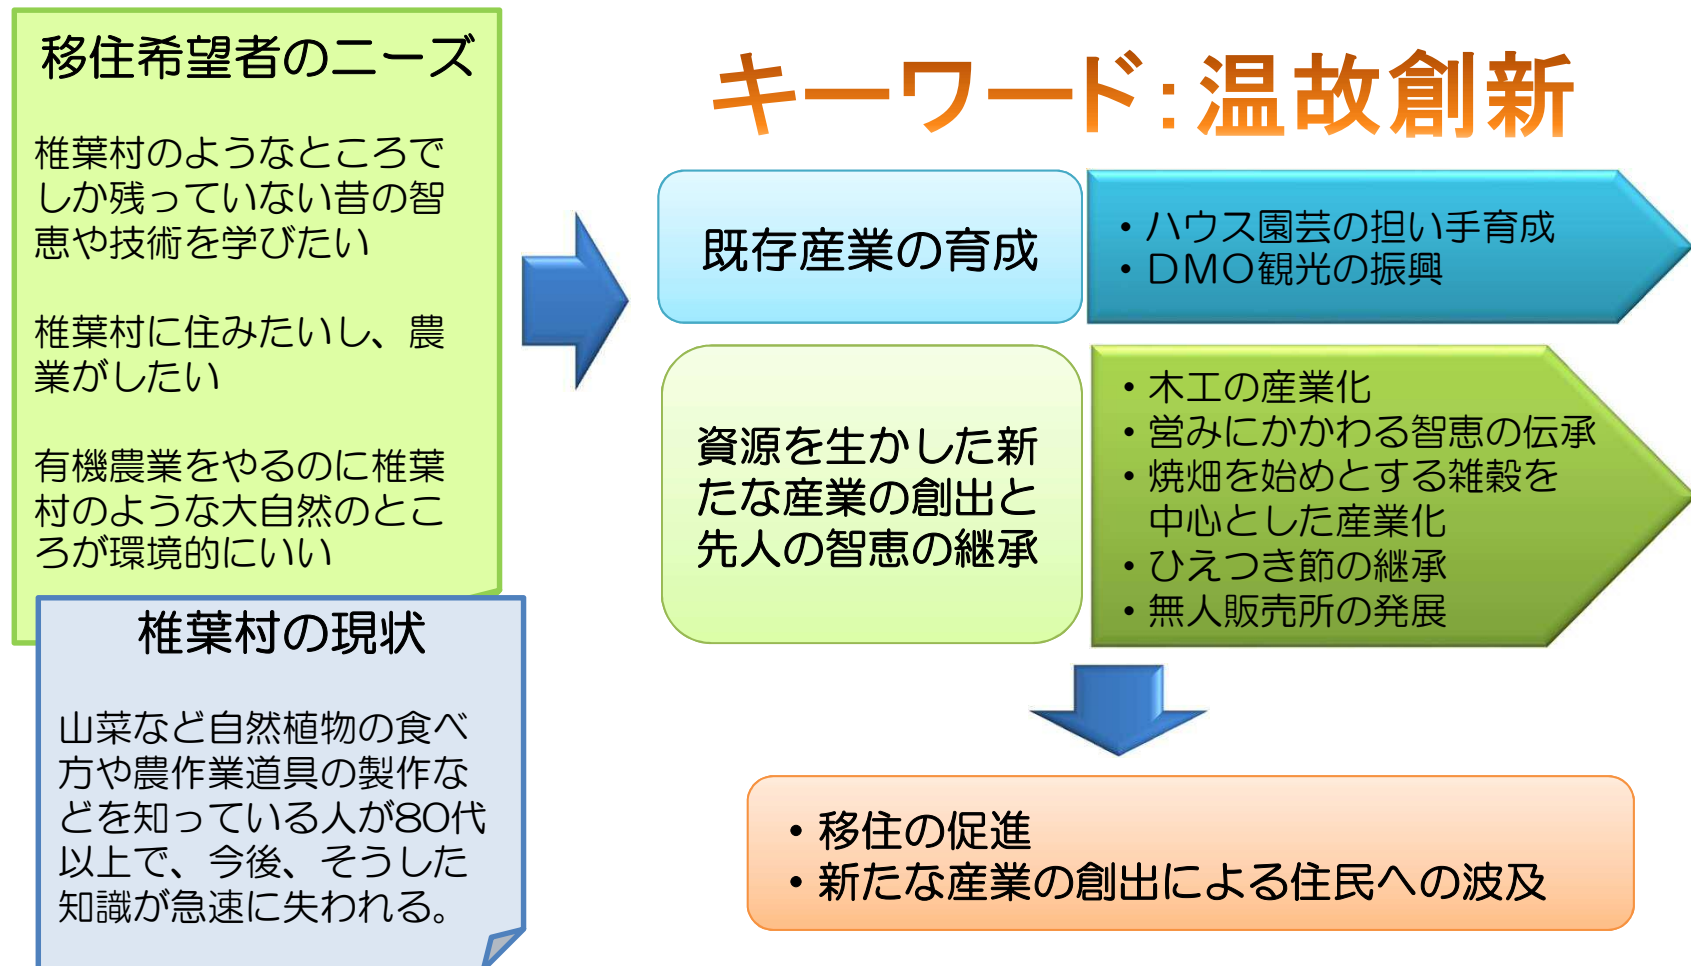 移住希望者のニーズ
椎葉村のようなところで
しか残っていない昔の智
恵や技術を学びたい
椎葉村に住みたいし、農
業がしたい
有機農業をやるのに椎葉
村のような大自然のとこ
ろが環境的にいい
椎葉村の現状
山菜など自然植物の食べ
方や農作業道具の製作な
どを知っている人が80代
以上で、今後、そうした
知識が急速に失われる。
キーワード：温故創新
既存産業の育成
・ハウス園芸の担い手育成
・DMO観光の振興
資源を生かした新
たな産業の創出と
先人の智恵の継承
・木工の産業化
・営みにかかわる智恵の伝承
・焼畑を始めとする雑穀を
中心とした産業化
・ひえつき節の継承
・無人販売所の発展
・移住の促進
・新たな産業の創出による住民への波及